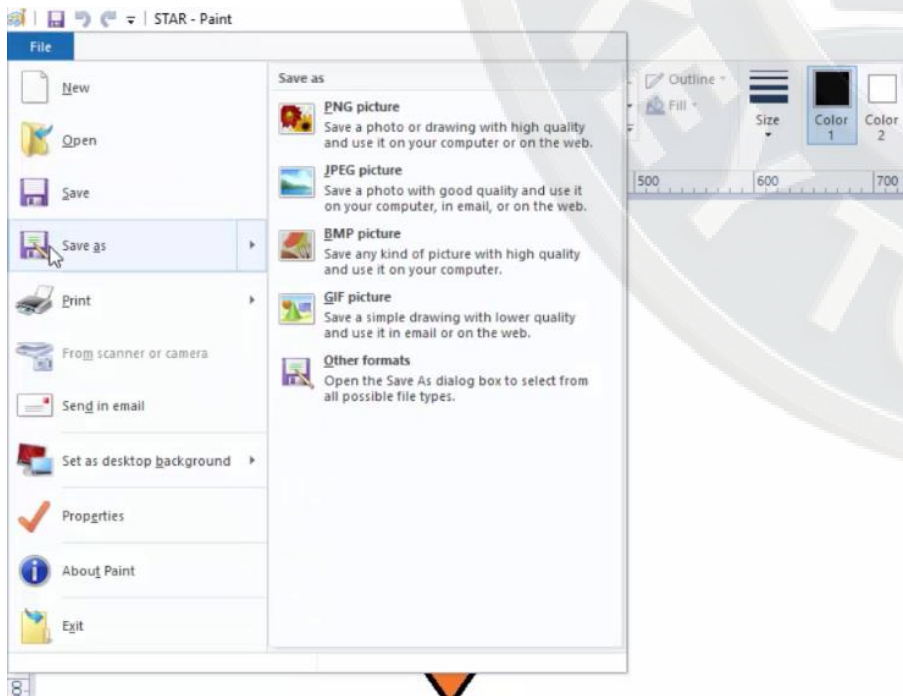 STAR - Paint
File
New
Open
Save
Save as
Print
From scanner or camera
Send in email
Set as desktop background
Properties
About Paint
Exit
Save as
PNG picture
Save a photo or drawing with high quality
and use it on your computer or on the web.
JPEG picture
Save a photo with good quality and use it
on your computer, in email, or on the web.
BMP picture
Save any kind of picture with high quality
and use it on your computer.
GIF picture
Save a simple drawing with lower quality
and use it in email or on the web.
Other formats
Open the Save As dialog box to select from
all possible file types.
Outline
Fill
Size
Color
1
Color
2
500
600
700